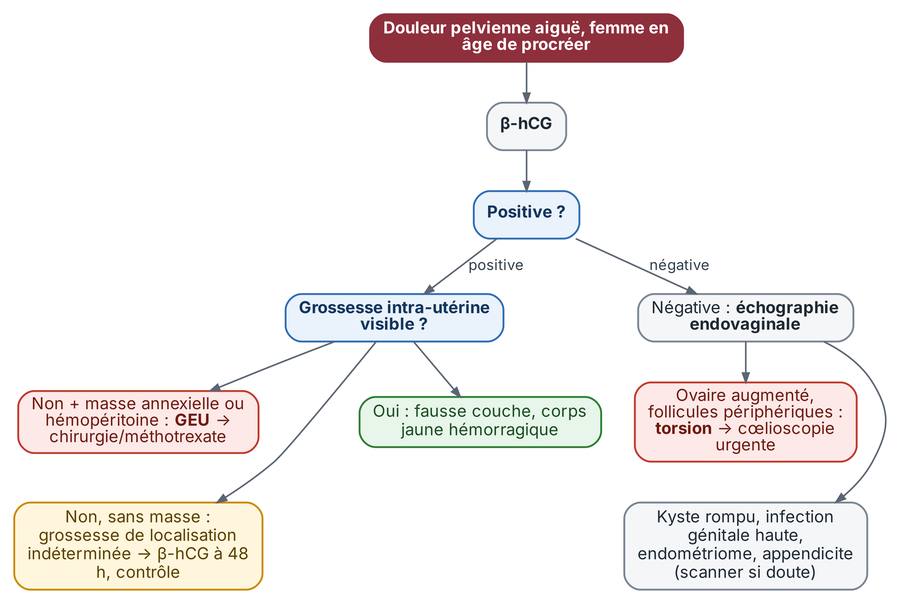 Douleur pelvienne aiguë, femme en
âge de procréer
β-hCG
Positive ?
positive
négative
Grossesse intra-utérine
visible ?
Négative : échographie
endovaginale
Non + masse annexielle ou
hémopéritoine : GEU →
chirurgie/méthotrexate
Oui : fausse couche, corps
jaune hémorragique
Ovaire augmenté,
follicules périphériques :
torsion → cœlioscopie
urgente
Non, sans masse :
grossesse de localisation
indéterminée → β-hCG à 48
h, contrôle
Kyste rompu, infection
génitale haute,
endométriome, appendicite
(scanner si doute)